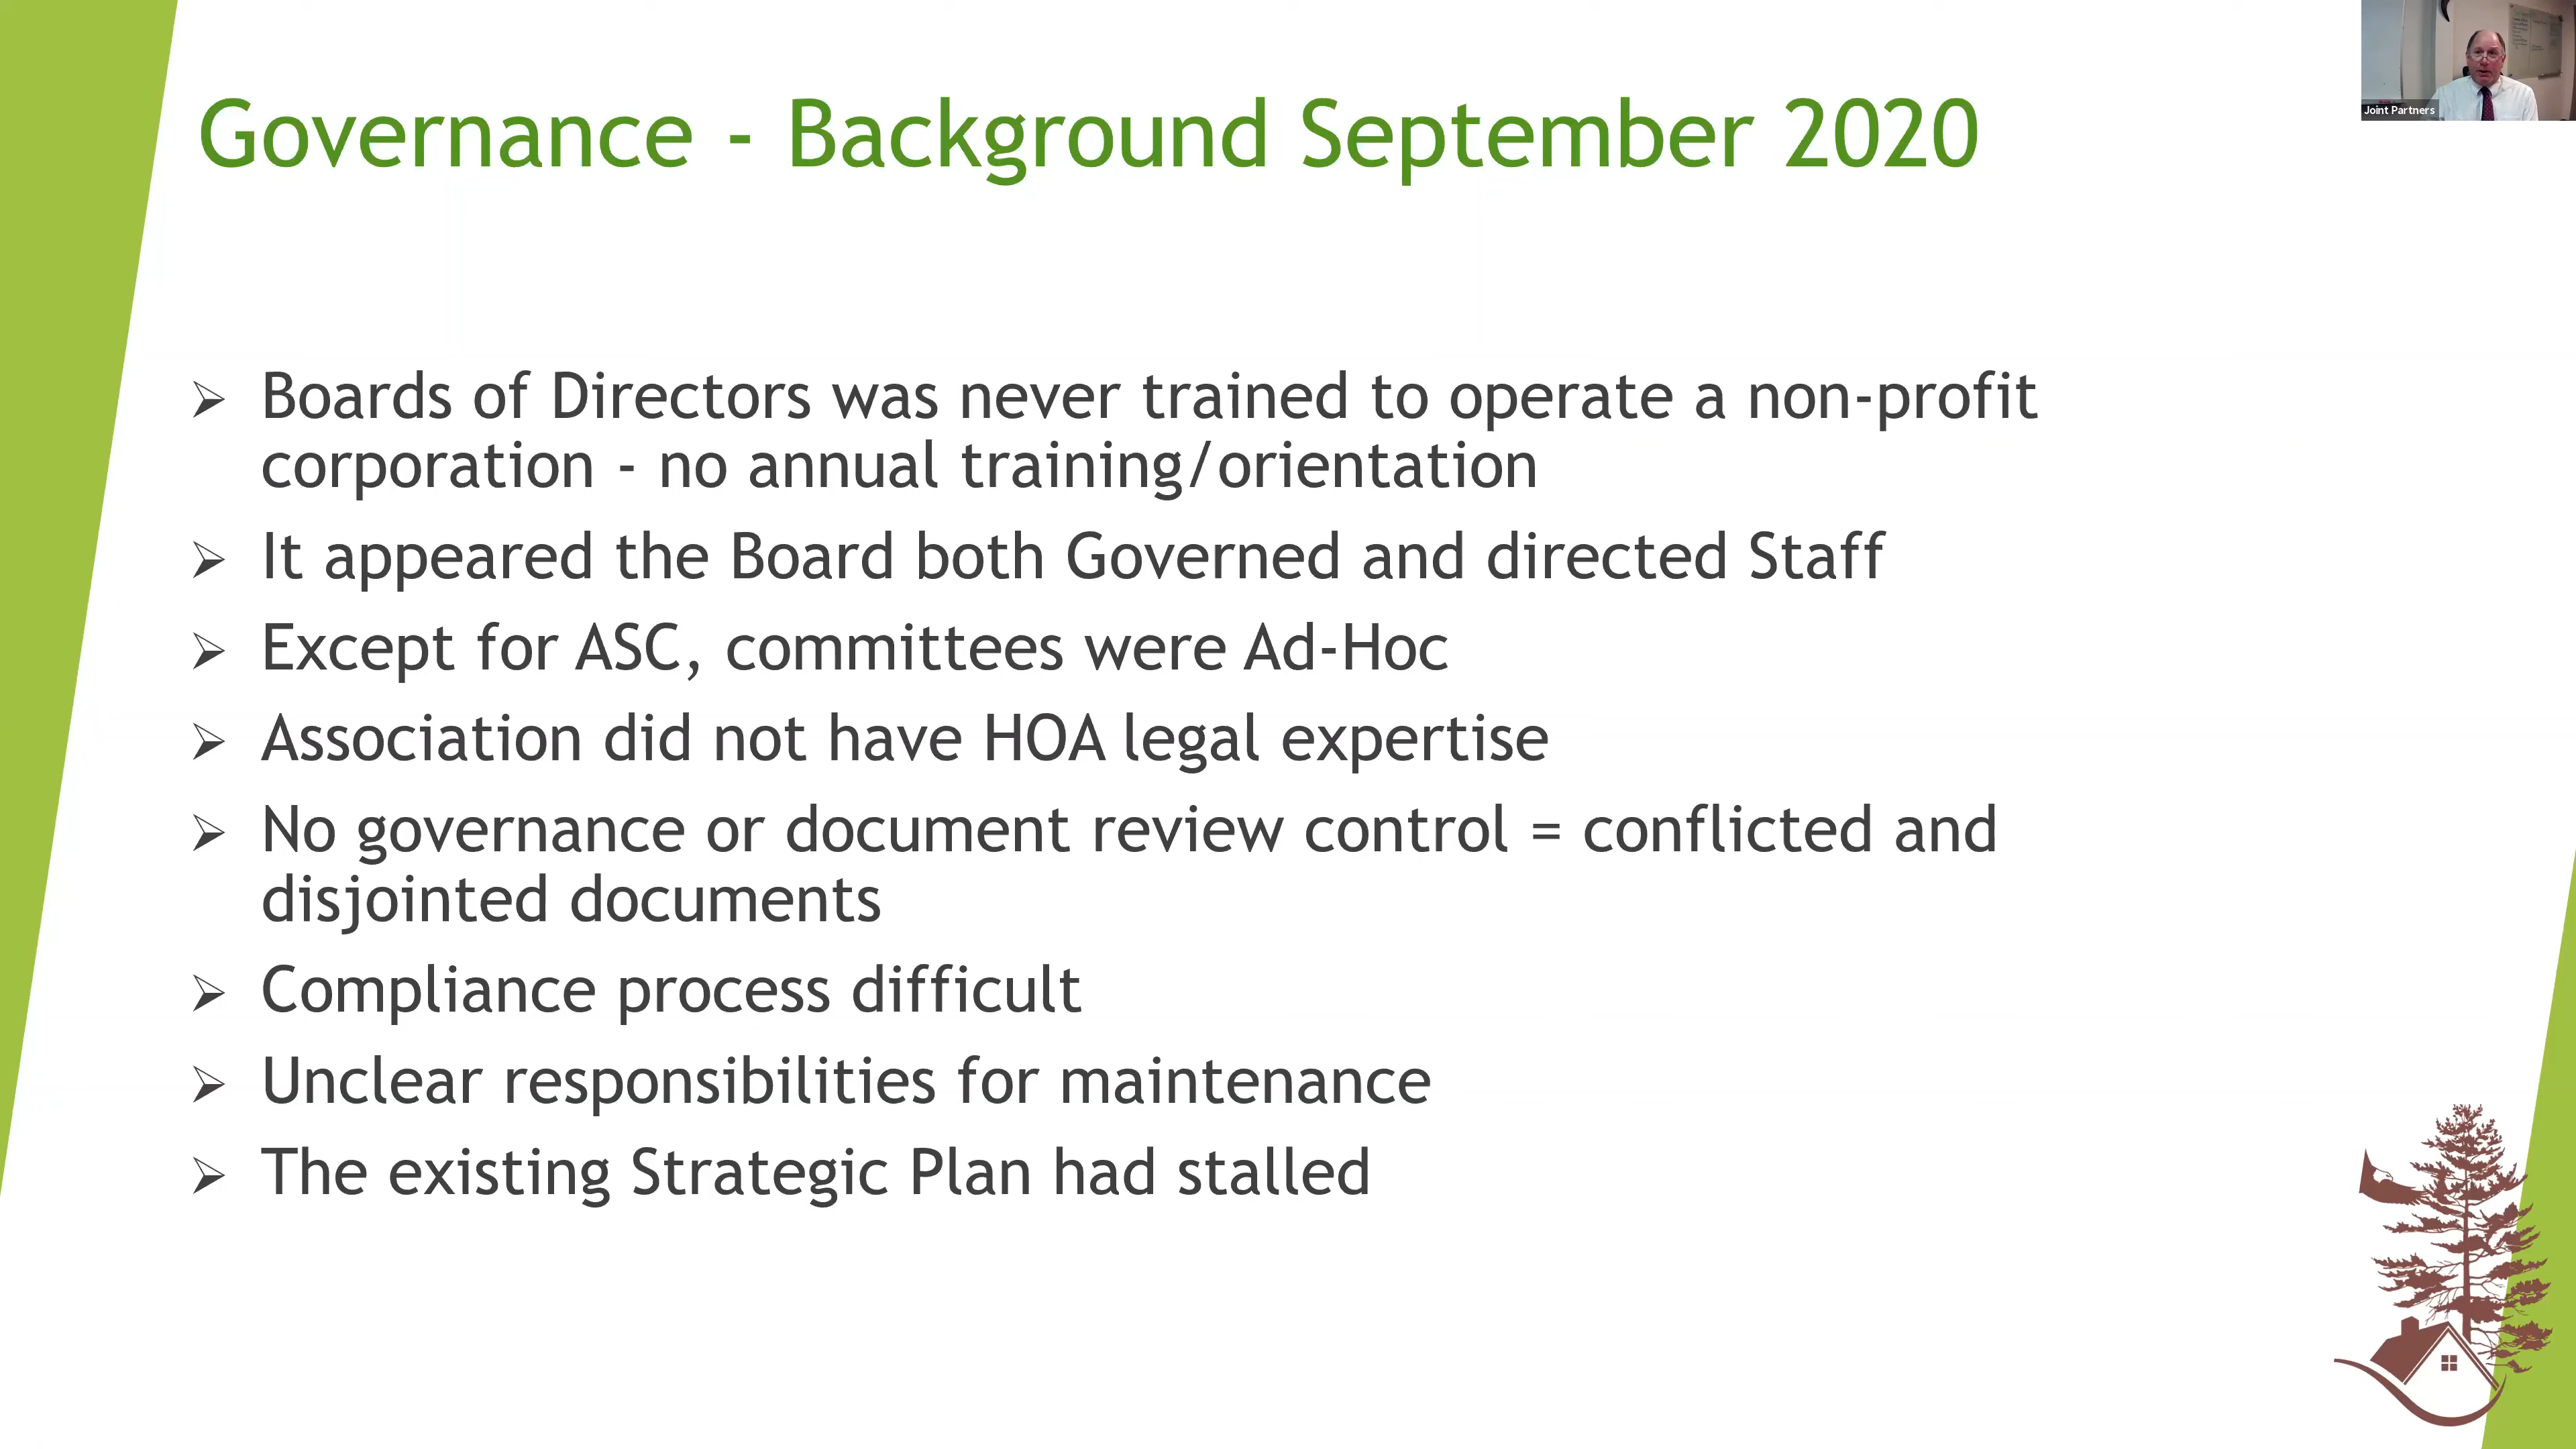 Governance - Background September 2020
Joint Partners
Boards of Directors was never trained to operate a non-profit
corporation - no annual training/orientation
It appeared the Board both Governed and directed Staff
Except for ASC, committees were Ad-Hoc
Association did not have HOA legal expertise
No governance or document review control = conflicted and
disjointed documents
Compliance process difficult
Unclear responsibilities for maintenance
The existing Strategic Plan had stalled